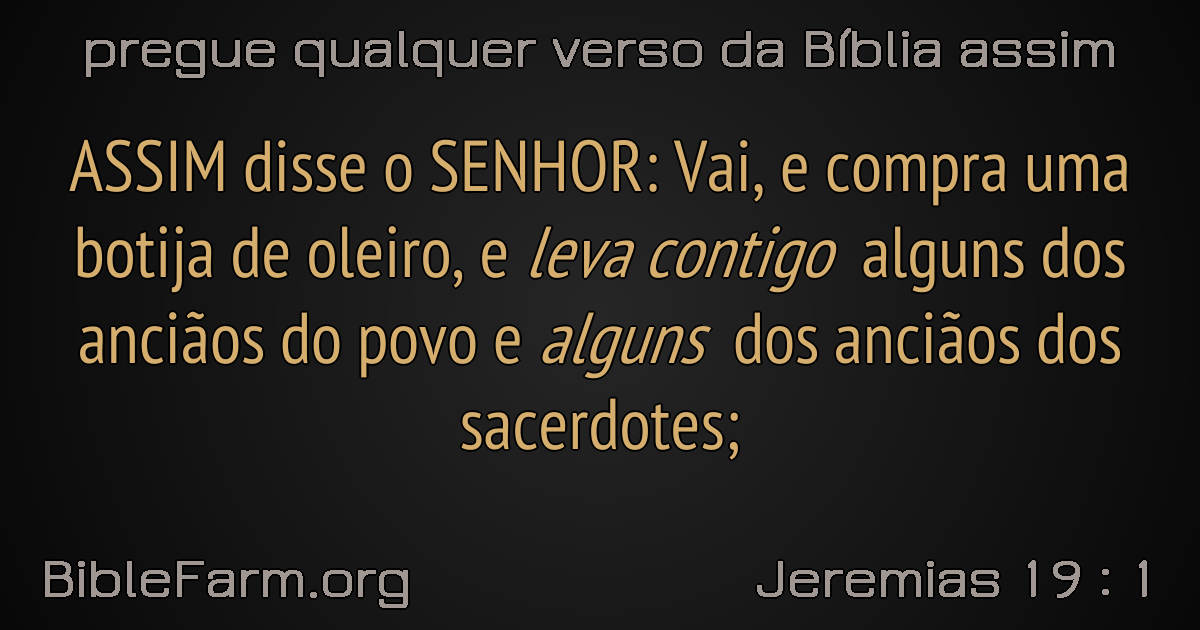 pregue qualquer verso da Bíblia assim
ASSIM disse o SENHOR: Vai, e compra uma
botija de oleiro, e leva contigo alguns dos
anciãos do povo e alguns dos anciãos dos
sacerdotes;
BibleFarm.org
Jeremias 19 : 1